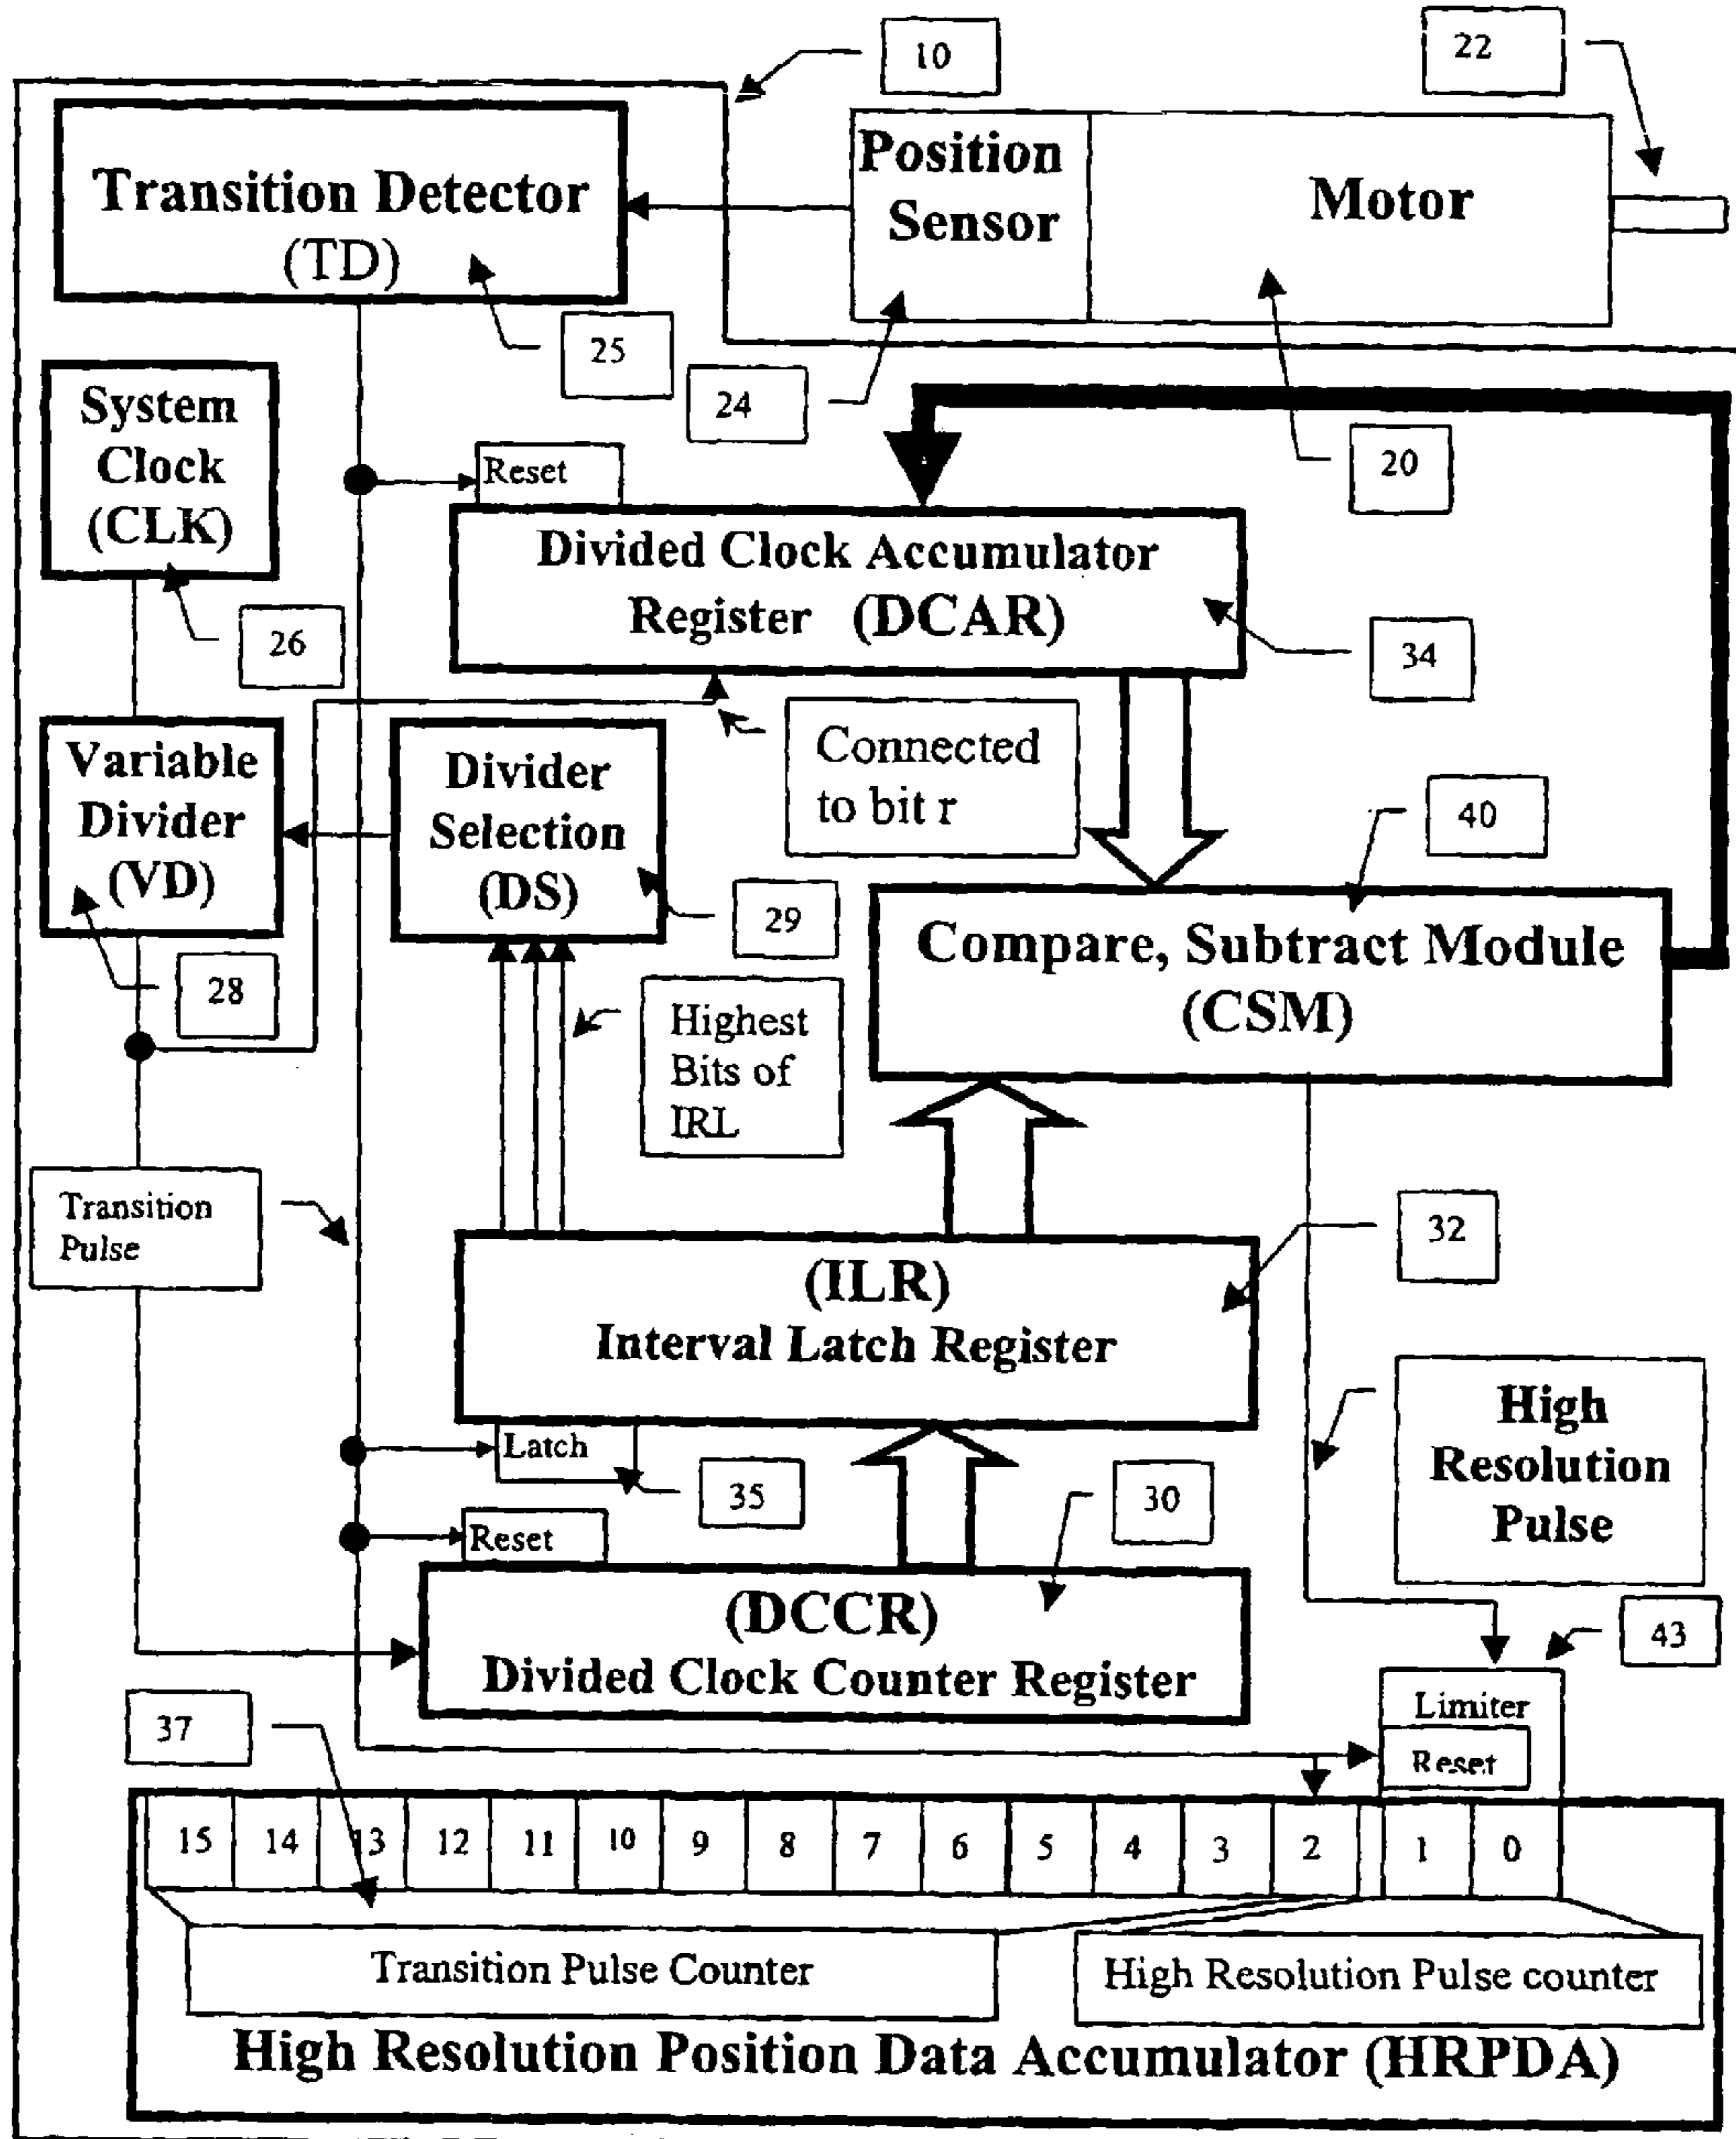 10
22
Transition Detector
(TD)
Position
Sensor
Motor
25
24
20
System
Clock
(CLK)
Reset
Divided Clock Accumulator
Register (DCAR)
26
34
Variable
Divider
(VD)
Divider
Selection
(DS)
Connected
to bit r
40
29
28
Compare, Subtract Module
(CSM)
Highest
Bits of
IRL
Transition
Pulse
32
(ILR)
Interval Latch Register
High
Resolution
Pulse
Latch
35
30
Reset
(DCCR)
Divided Clock Counter Register
43
37
Limiter
Reset
15 14 13 12 11 10 9 8 7 6 5 4 3 2 1 0
Transition Pulse Counter
High Resolution Pulse counter
High Resolution Position Data Accumulator (HRPDA)